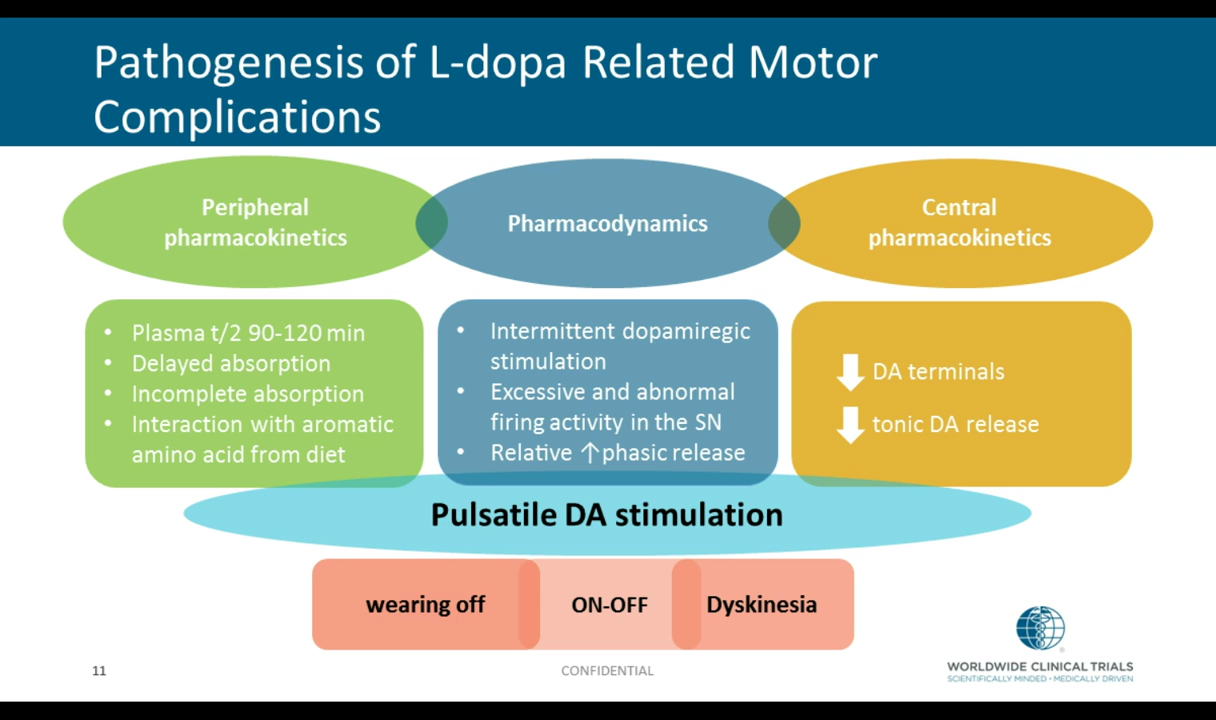 Pathogenesis of L-dopa Related Motor
Complications
Peripheral
pharmacokinetics
Pharmacodynamics
Central
pharmacokinetics
• Plasma t/2 90-120 min
• Delayed absorption
• Incomplete absorption
• Interaction with aromatic
amino acid from diet
• Intermittent dopamiregic
stimulation
• Excessive and abnormal
firing activity in the SN
• Relative ↑phasic release
DA terminals
tonic DA release
Pulsatile DA stimulation
wearing off
ON-OFF
Dyskinesia
11
CONFIDENTIAL
WORLDWIDE CLINICAL TRIALS
SCIENTIFICALLY MINDED • MEDICALLY DRIVEN